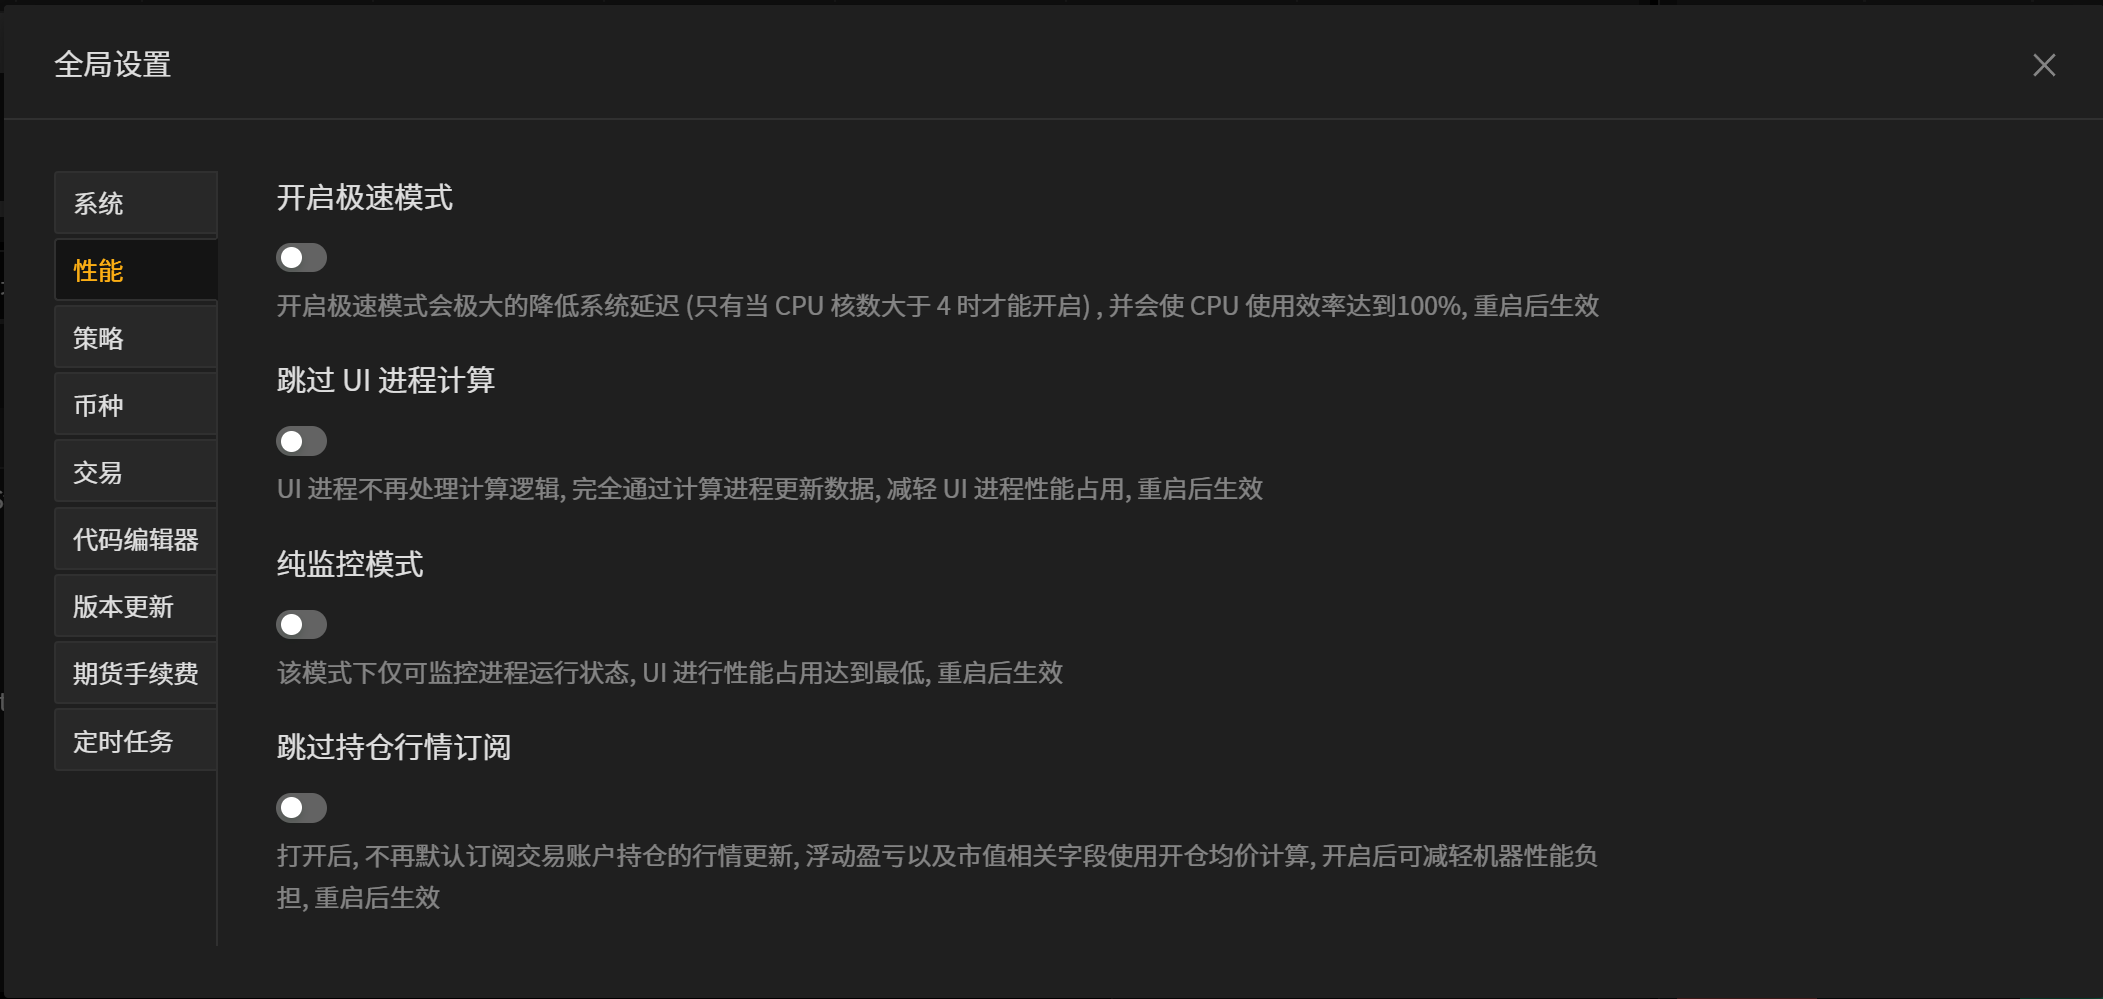 全局设置
系统
性能
策略
币种
交易
代码编辑器
版本更新
期货手续费
定时任务
开启极速模式
开启极速模式会极大的降低系统延迟 (只有当 CPU 核数大于 4 时才能开启) , 并会使 CPU 使用效率达到100%, 重启后生效
跳过 UI 进程计算
UI 进程不再处理计算逻辑, 完全通过计算进程更新数据, 减轻 UI 进程性能占用, 重启后生效
纯监控模式
该模式下仅可监控进程运行状态, UI 进行性能占用达到最低, 重启后生效
跳过持仓行情订阅
打开后, 不再默认订阅交易账户持仓的行情更新, 浮动盈亏以及市值相关字段使用开仓均价计算, 开启后可减轻机器性能负
担, 重启后生效